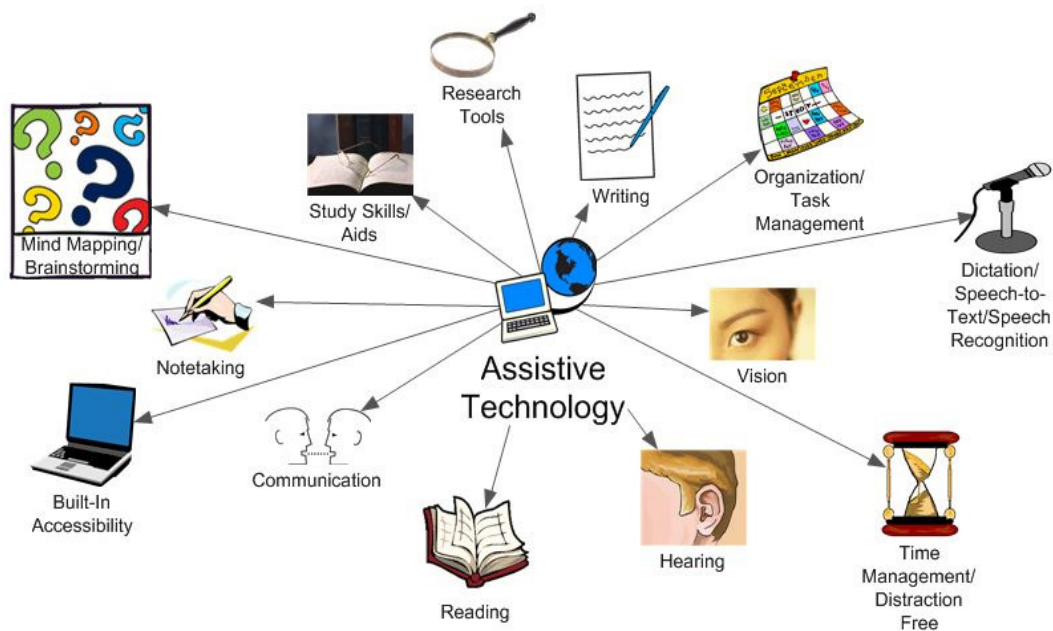 Research
Tools
Writing
September
Organization/
Task
Management
Study Skills/
Aids
Mind Mapping/
Brainstorming
Dictation/
Speech-to-
Text/Speech
Recognition
Notetaking
Vision
Assistive
Technology
Communication
Built-In
Accessibility
Hearing
Reading
Time
Management/
Distraction
Free